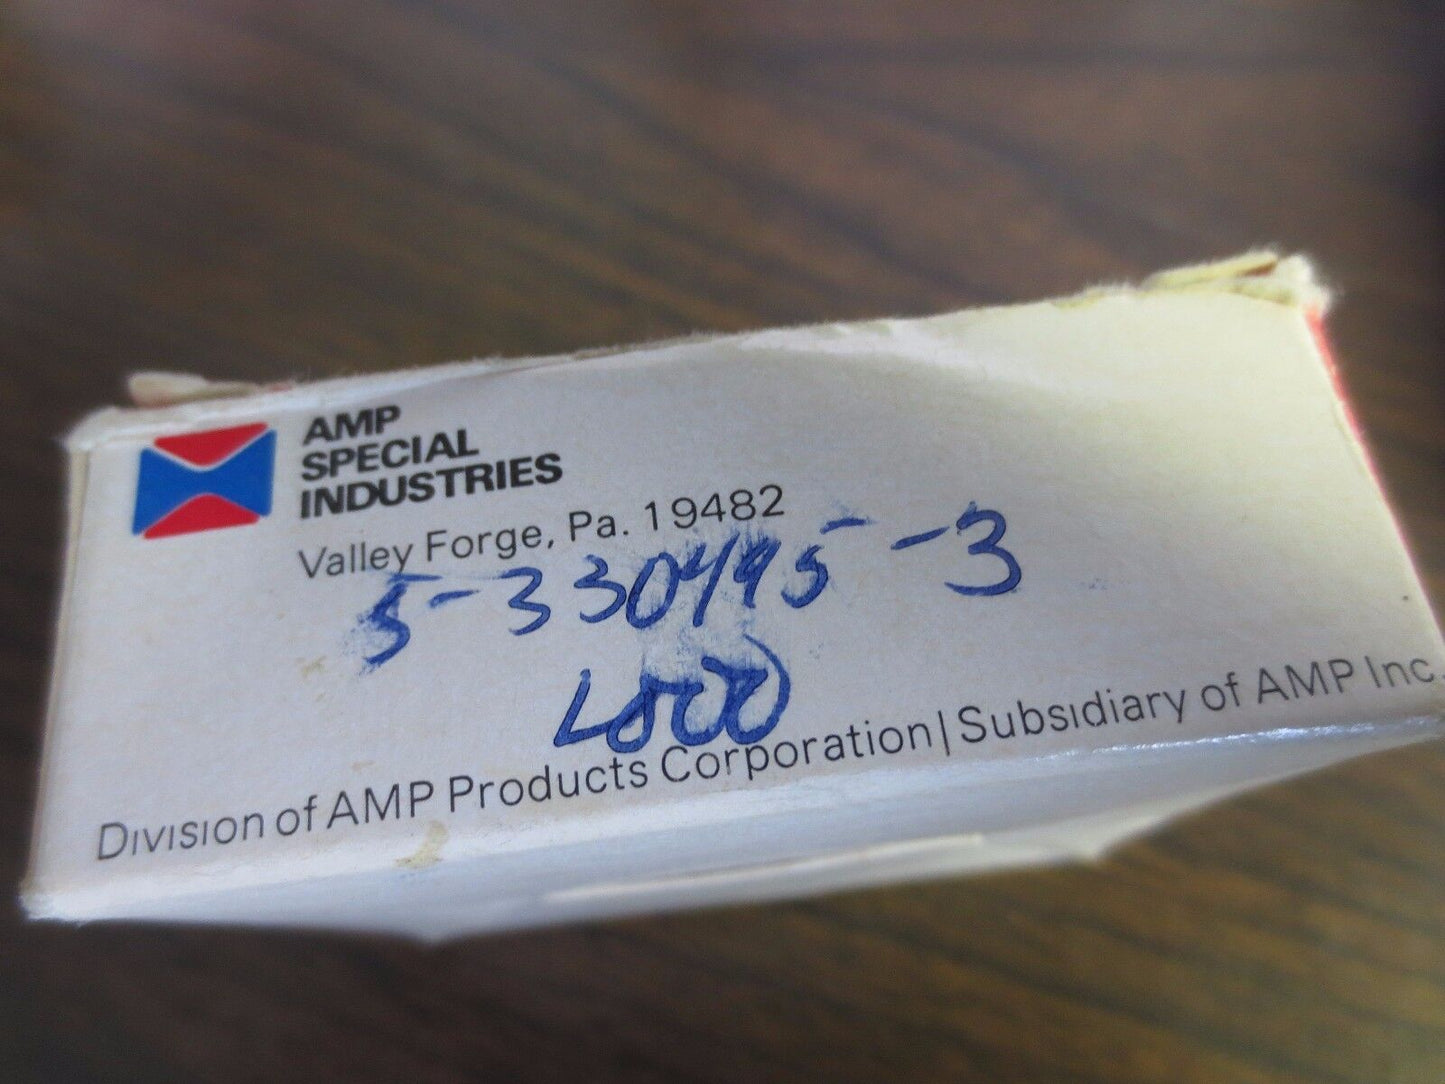 AMP
SPECIAL
INDUSTRIES
Valley Forge, Pa. 19482
5-330495-3
Division of AMP Products Corporation | Subsidiary of AMP Inc.